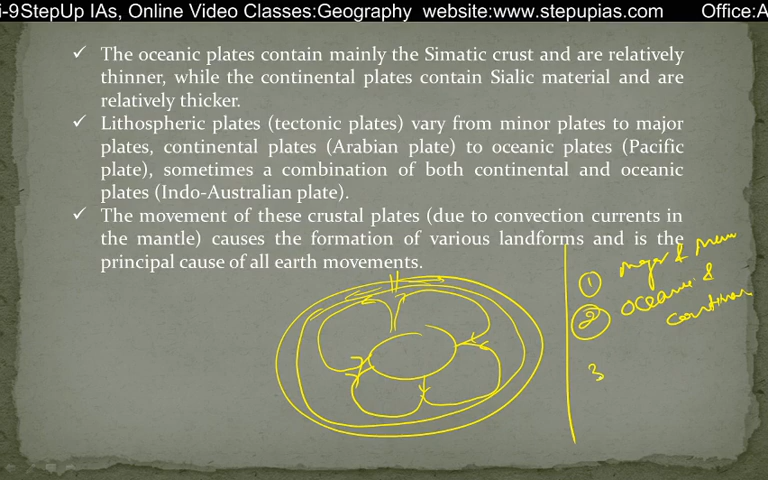 i-9StepUp IAs, Online Video Classes:Geography website:www.stepupias.com Office:A
✓ The oceanic plates contain mainly the Simatic crust and are relatively
thinner, while the continental plates contain Sialic material and are
relatively thicker.
✓ Lithospheric plates (tectonic plates) vary from minor plates to major
plates, continental plates (Arabian plate) to oceanic plates (Pacific
plate), sometimes a combination of both continental and oceanic
plates (Indo-Australian plate).
✓ The movement of these crustal plates (due to convection currents in
the mantle) causes the formation of various landforms and is the
principal cause of all earth movements.
1 &
2 Oceanic &
3